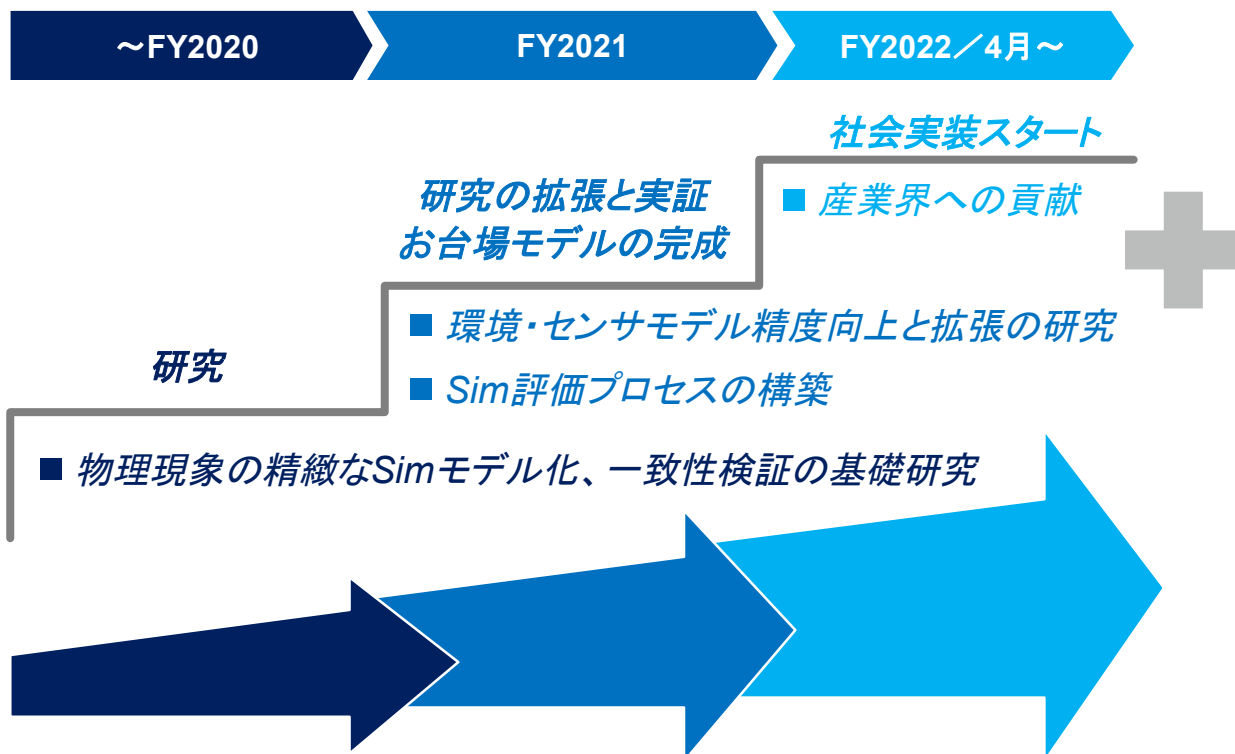 ～FY2020
FY2021
FY2022／4月～
社会実装スタート
■ 産業界への貢献
研究の拡張と実証
お台場モデルの完成
■ 環境・センサモデル精度向上と拡張の研究
■ Sim評価プロセスの構築
研究
■ 物理現象の精緻なSimモデル化、一致性検証の基礎研究